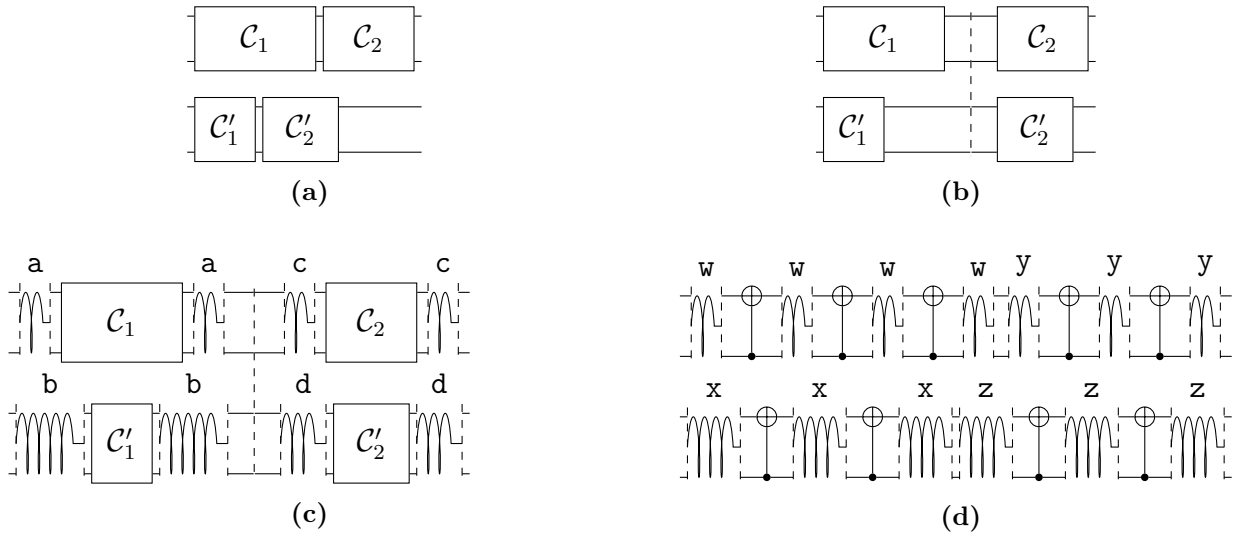 C₁ C₂ C₁ C₂
C′₁ C′₂ C′₁ C′₂
(a) (b)
a a c c w w w w y y y
C₁ C₂
b b d d x x x z z z
C′₁ C′₂
(c) (d)